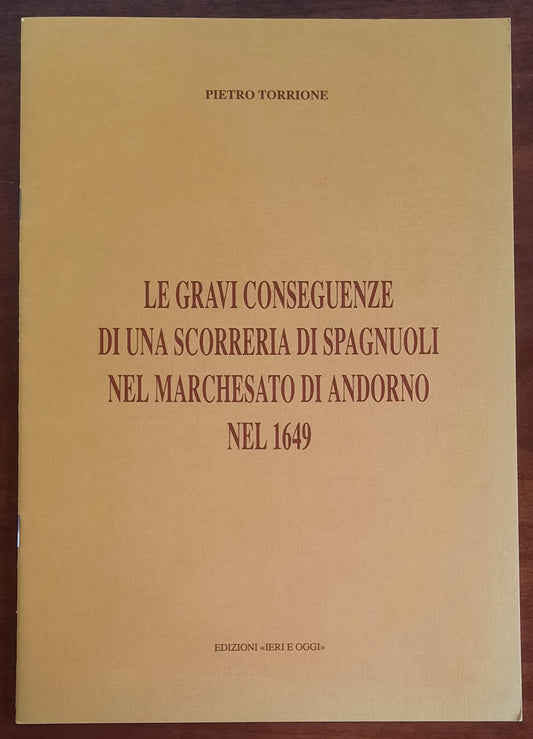 PIETRO TORRIONE
LE GRAVI CONSEGUENZE
DI UNA SCORRERIA DI SPAGNUOLI
NEL MARCHESATO DI ANDORNO
NEL 1649
EDIZIONI «IERI E OGGI»